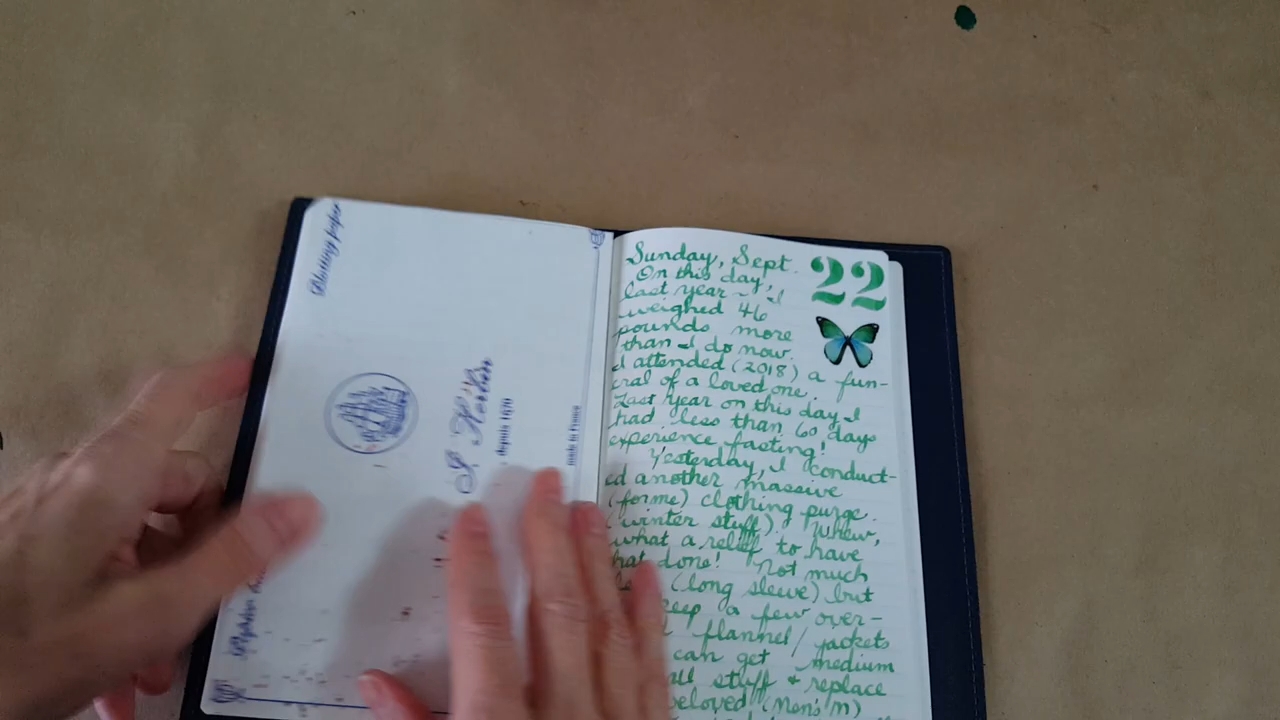 Blotting paper
J. Herbin
depuis 1670
made in France
Sunday, Sept. 22
On this day,
last year - I
weighed 46
pounds more
than I do now.
I attended (2018) a fun-
eral of a loved one.
Last year on this day I
had less than 60 days
experience fasting!
Yesterday, I conduct-
ed another massive
(for me) clothing purge.
(winter stuff). Whew,
what a relief to have
that done! Not much
(long sleeve) but
keep a few over-
flannel/jackets
can get medium
stuff + replace
beloved (Men's M)